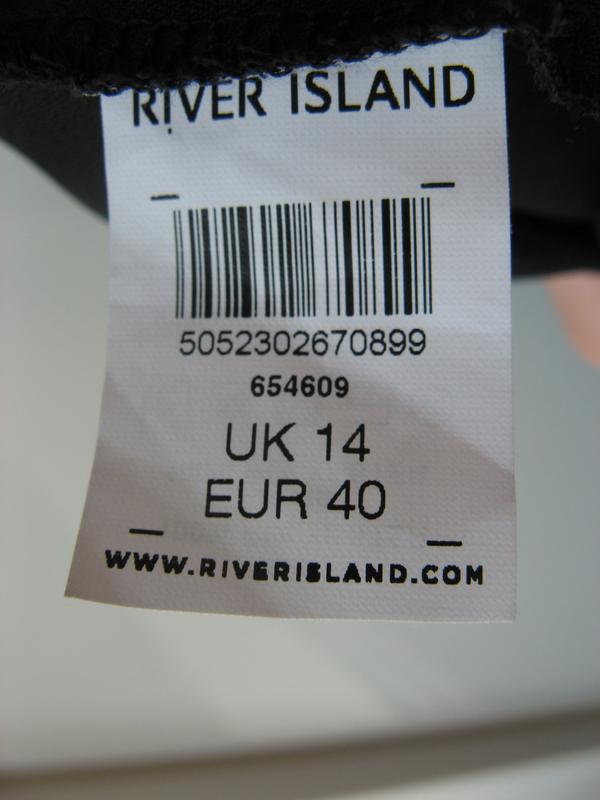 RIVER ISLAND
5052302670899
654609
UK 14
EUR 40
WWW.RIVERISLAND.COM